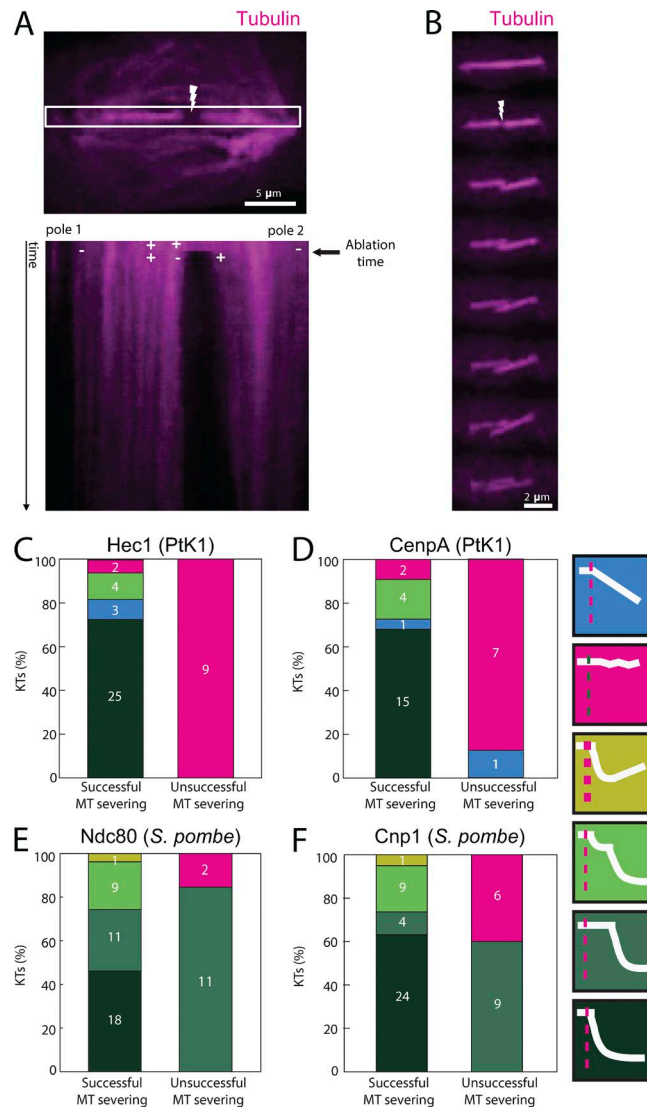 A
Tubulin
5 µm
pole 1
pole 2
time
- + + -
+ - +
Ablation
time
B
Tubulin
2 µm
C
Hec1 (PtK1)
KTs (%)
100
80
60
40
20
0
2
4
3
25
9
Successful
MT severing
Unsuccessful
MT severing
D
CenpA (PtK1)
KTs (%)
100
80
60
40
20
0
2
4
1
15
7
1
Successful
MT severing
Unsuccessful
MT severing
E
Ndc80 (S. pombe)
KTs (%)
100
80
60
40
20
0
1
9
11
18
2
11
Successful
MT severing
Unsuccessful
MT severing
F
Cnp1 (S. pombe)
KTs (%)
100
80
60
40
20
0
1
9
4
24
6
9
Successful
MT severing
Unsuccessful
MT severing